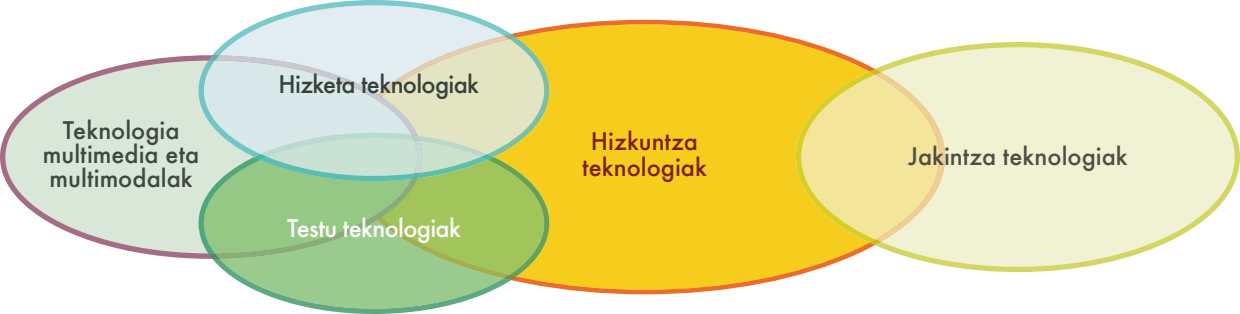 Hizketa teknologiak
Teknologia
multimedia eta
multimodalak
Testu teknologiak
Hizkuntza
teknologiak
Jakintza teknologiak